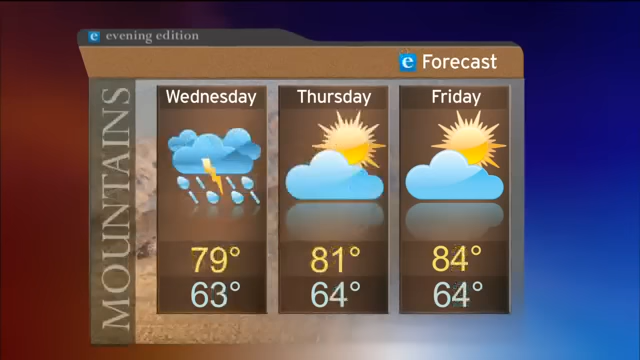 e evening edition
e Forecast
MOUNTAINS
Wednesday Thursday Friday
79° 81° 84°
63° 64° 64°